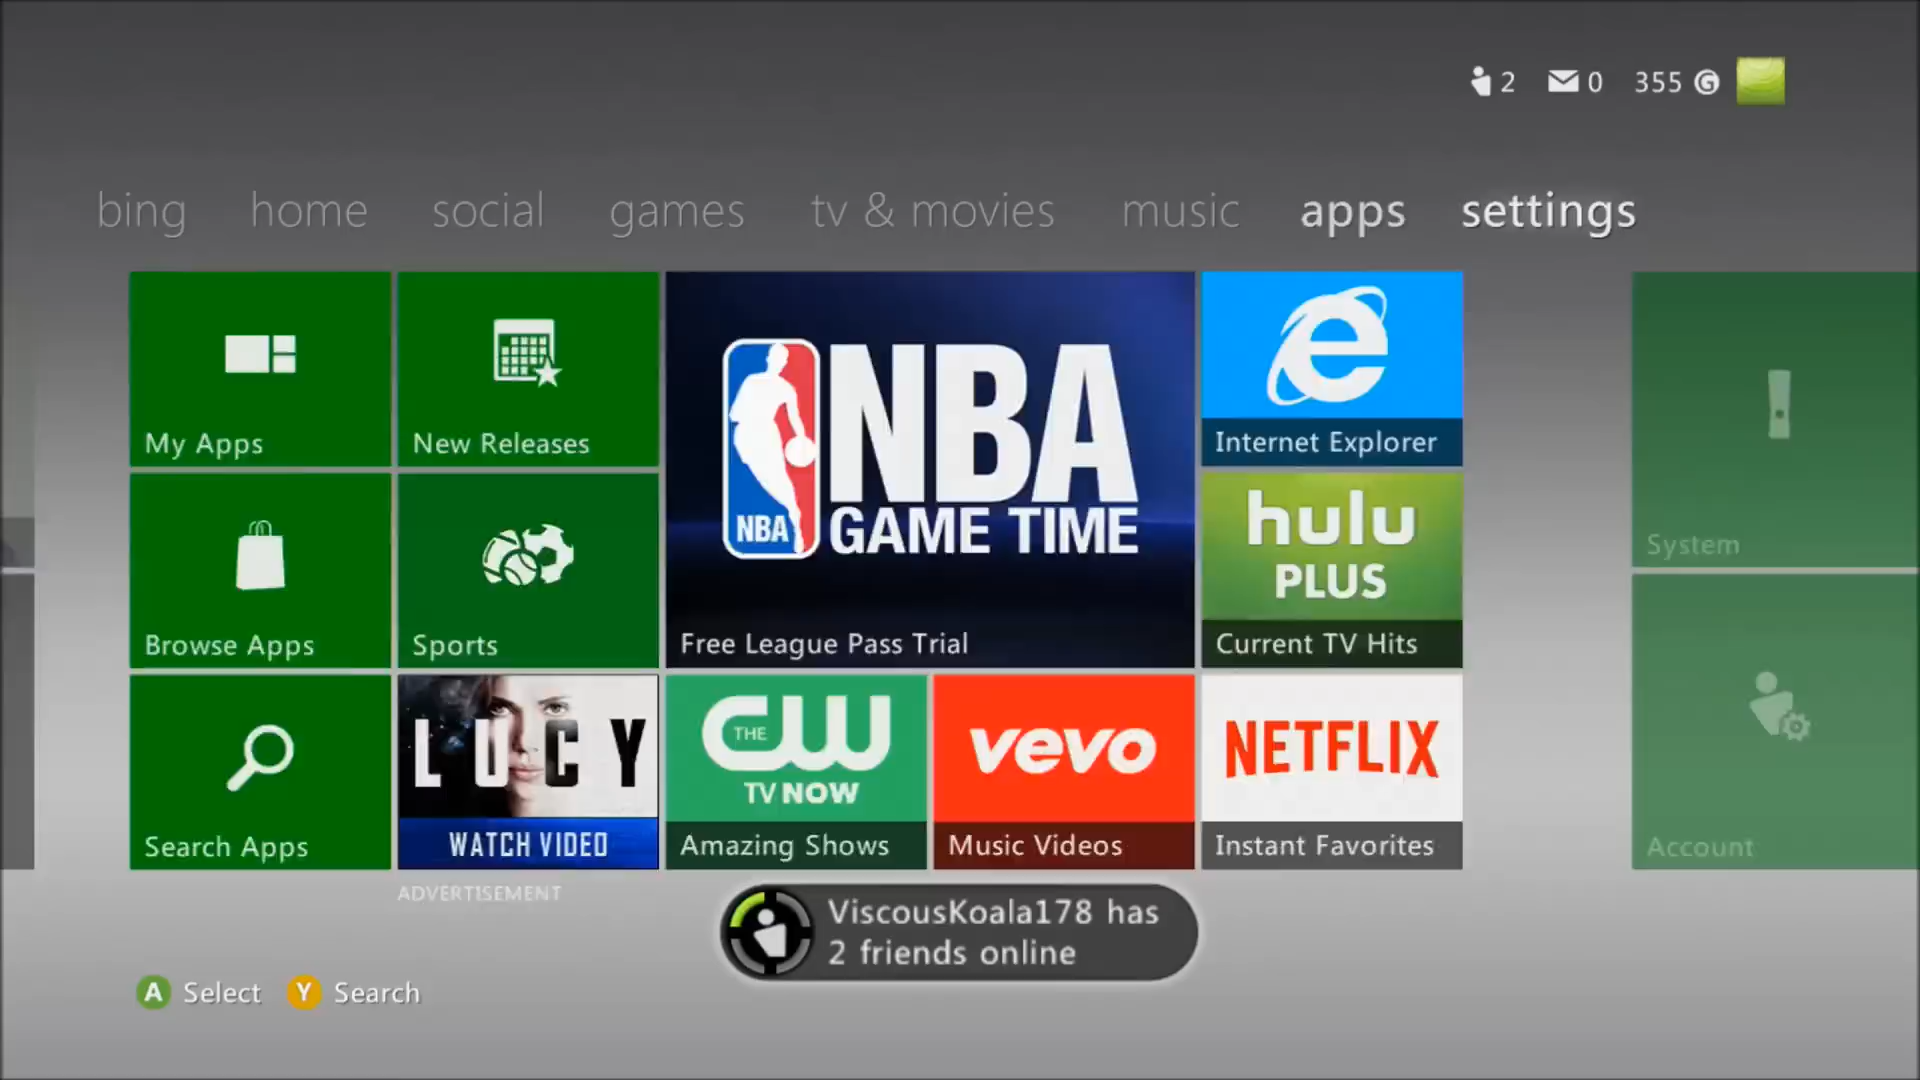 2 0 355 G
bing home social games tv & movies music apps settings
My Apps
New Releases
NBA
NBA
GAME TIME
Free League Pass Trial
Internet Explorer
Browse Apps
Sports
hulu
PLUS
Current TV Hits
System
Search Apps
LUCY
WATCH VIDEO
ADVERTISEMENT
THE
CW
TV NOW
Amazing Shows
vevo
Music Videos
NETFLIX
Instant Favorites
Account
ViscousKoala178 has
2 friends online
A Select Y Search